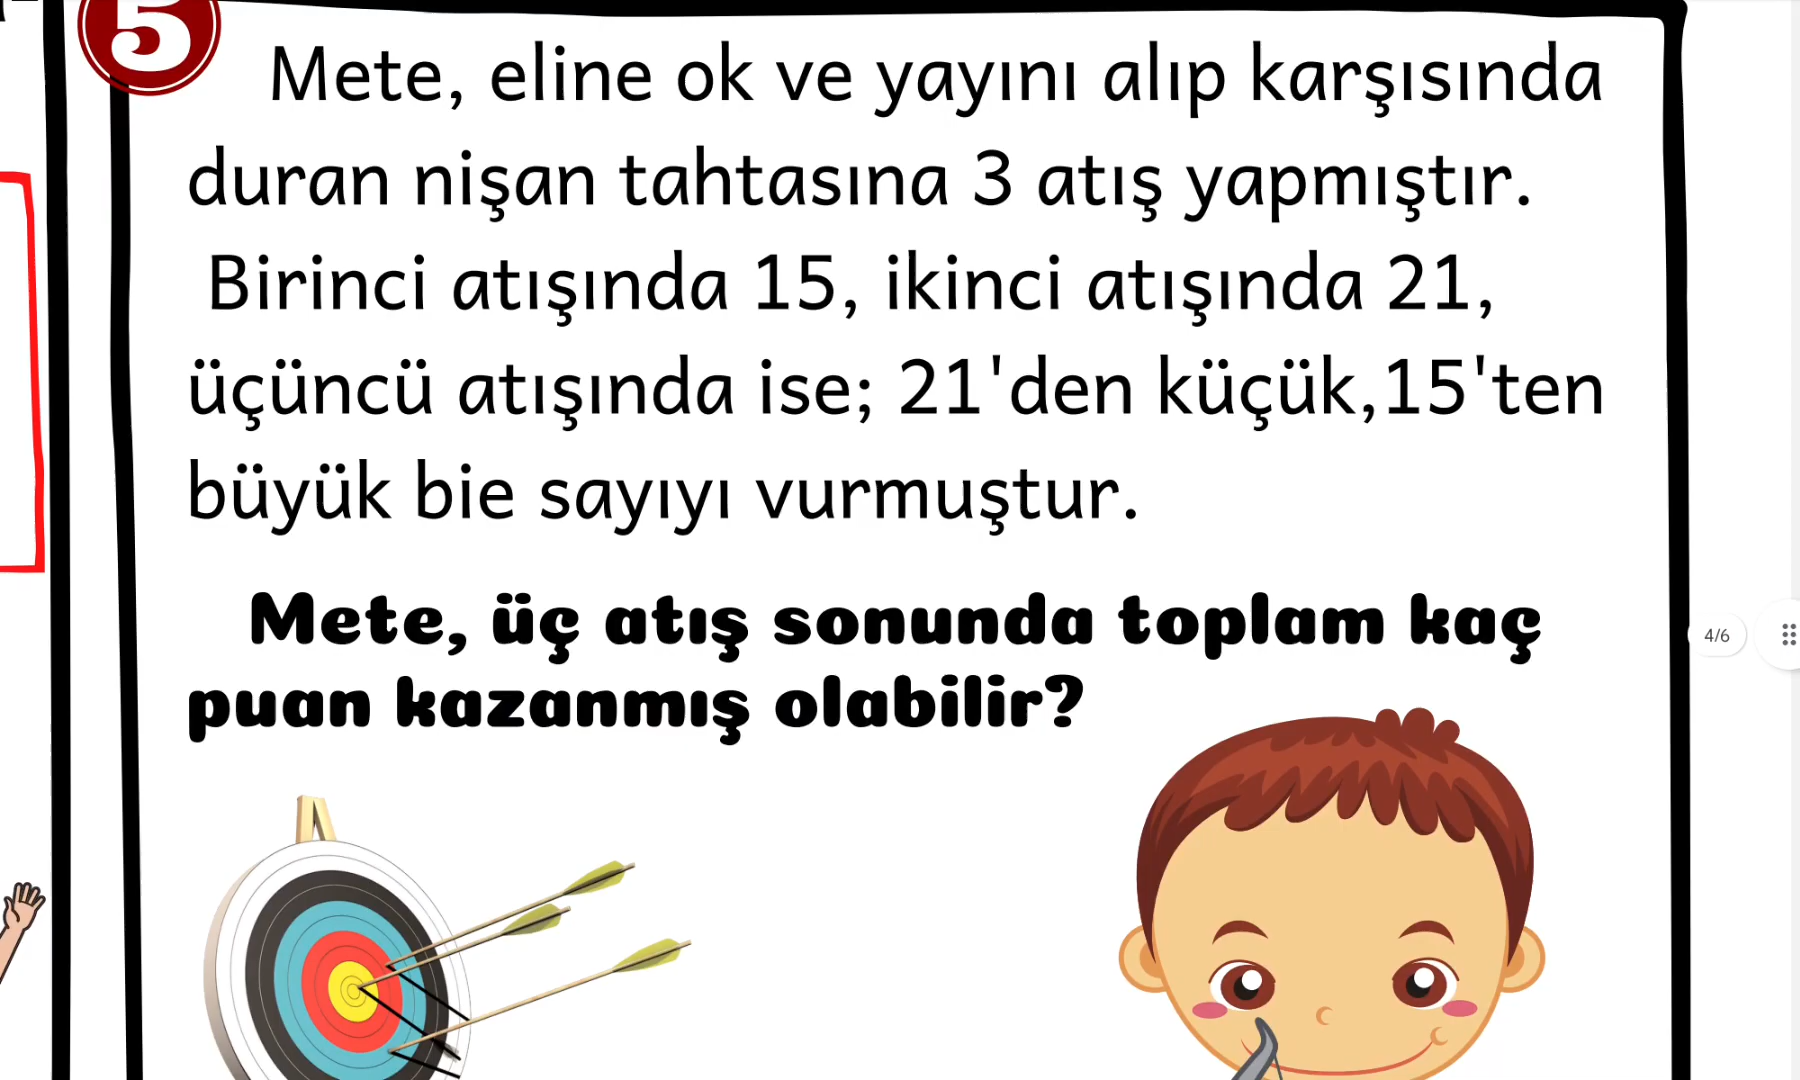 5
Mete, eline ok ve yayını alıp karşısında
duran nişan tahtasına 3 atış yapmıştır.
Birinci atışında 15, ikinci atışında 21,
üçüncü atışında ise; 21'den küçük,15'ten
büyük bie sayıyı vurmuştur.
Mete, üç atış sonunda toplam kaç
puan kazanmış olabilir?
4/6